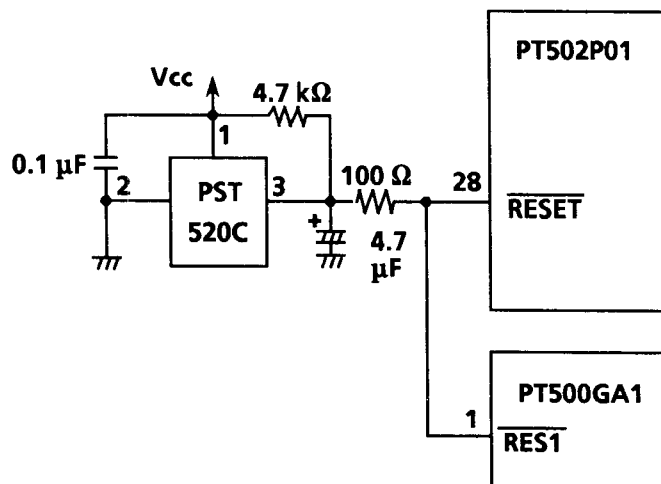 PT502P01
Vcc
4.7 kΩ
1
0.1 µF
2
PST
520C
3
100 Ω
28
RESET
+
4.7
µF
PT500GA1
1
RES1